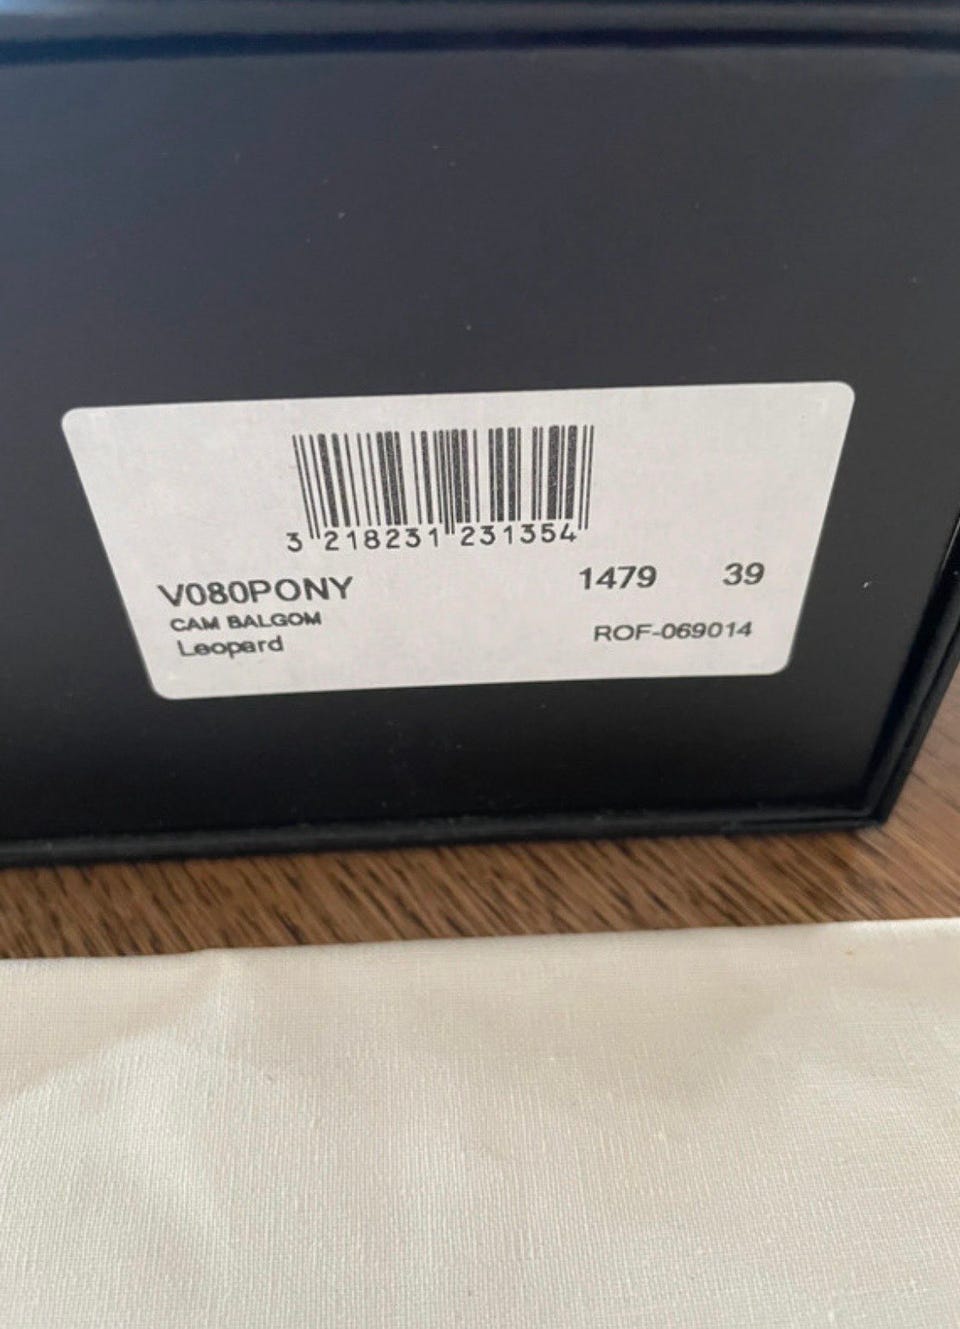 3 218231 231354
V080PONY 1479 39
CAM BALGOM
Leopard ROF-069014